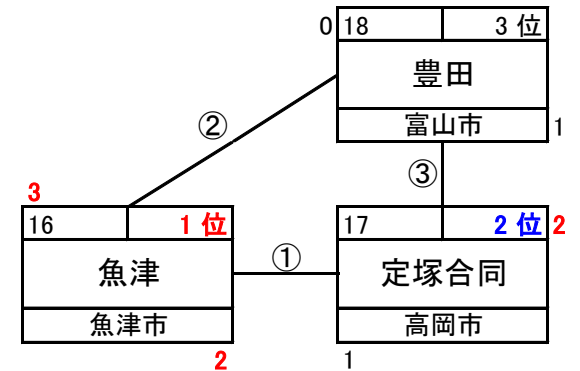 0 18 3 位
豊田
富山市 1
②
③
3
16 1 位
魚津
魚津市
2
①
17 2 位 2
定塚合同
高岡市
1